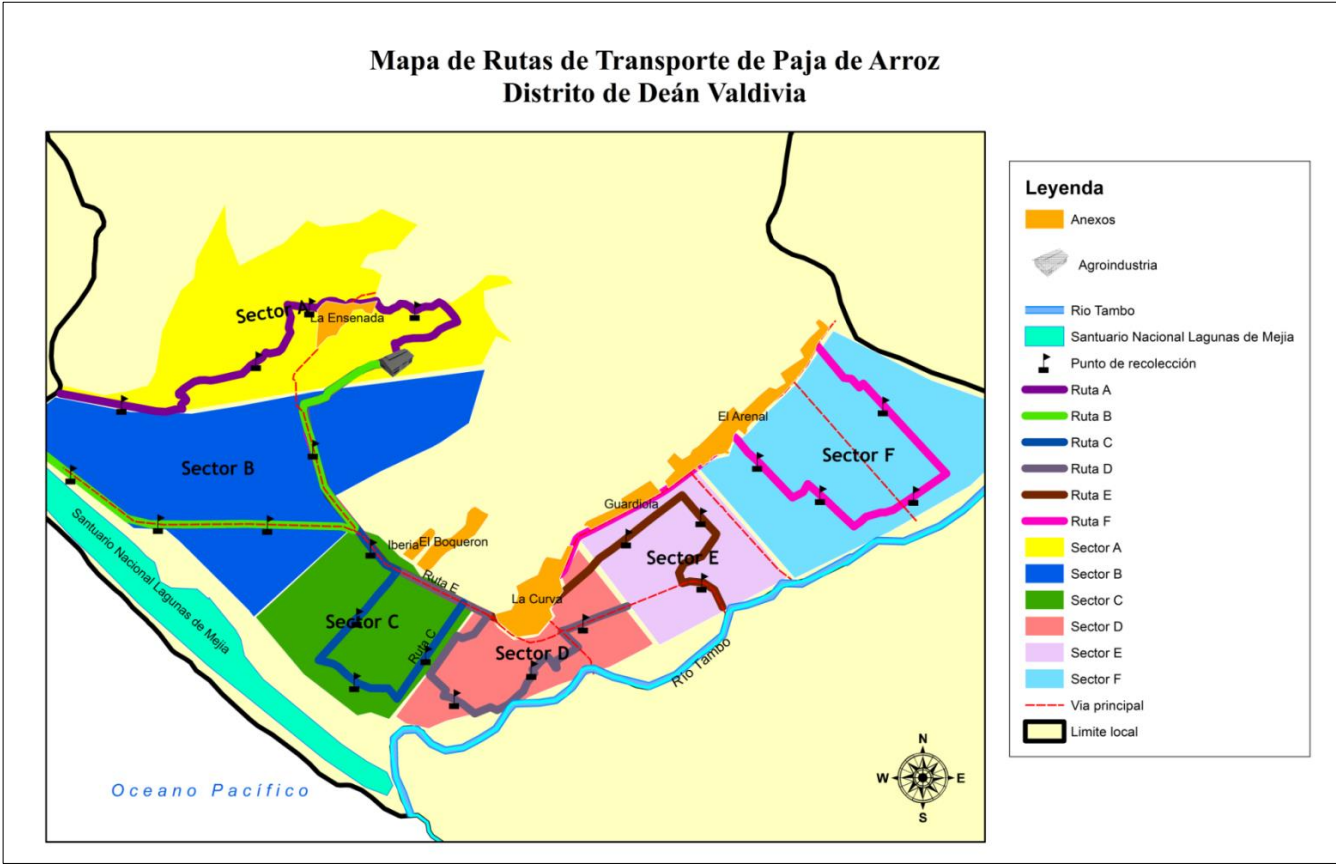 Mapa de Rutas de Transporte de Paja de Arroz
Distrito de Deán Valdivia
Sector A
La Ensenada
Sector B
El Arenal
Sector F
Guardiola
Santuario Nacional Lagunas de Mejia
Iberia
El Boqueron
Sector E
Ruta E
La Curva
Sector C
Ruta C
Sector D
Río Tambo
Oceano Pacífico
N
W
E
S
Leyenda
Anexos
Agroindustria
Rio Tambo
Santuario Nacional Lagunas de Mejia
Punto de recolección
Ruta A
Ruta B
Ruta C
Ruta D
Ruta E
Ruta F
Sector A
Sector B
Sector C
Sector D
Sector E
Sector F
Via principal
Limite local